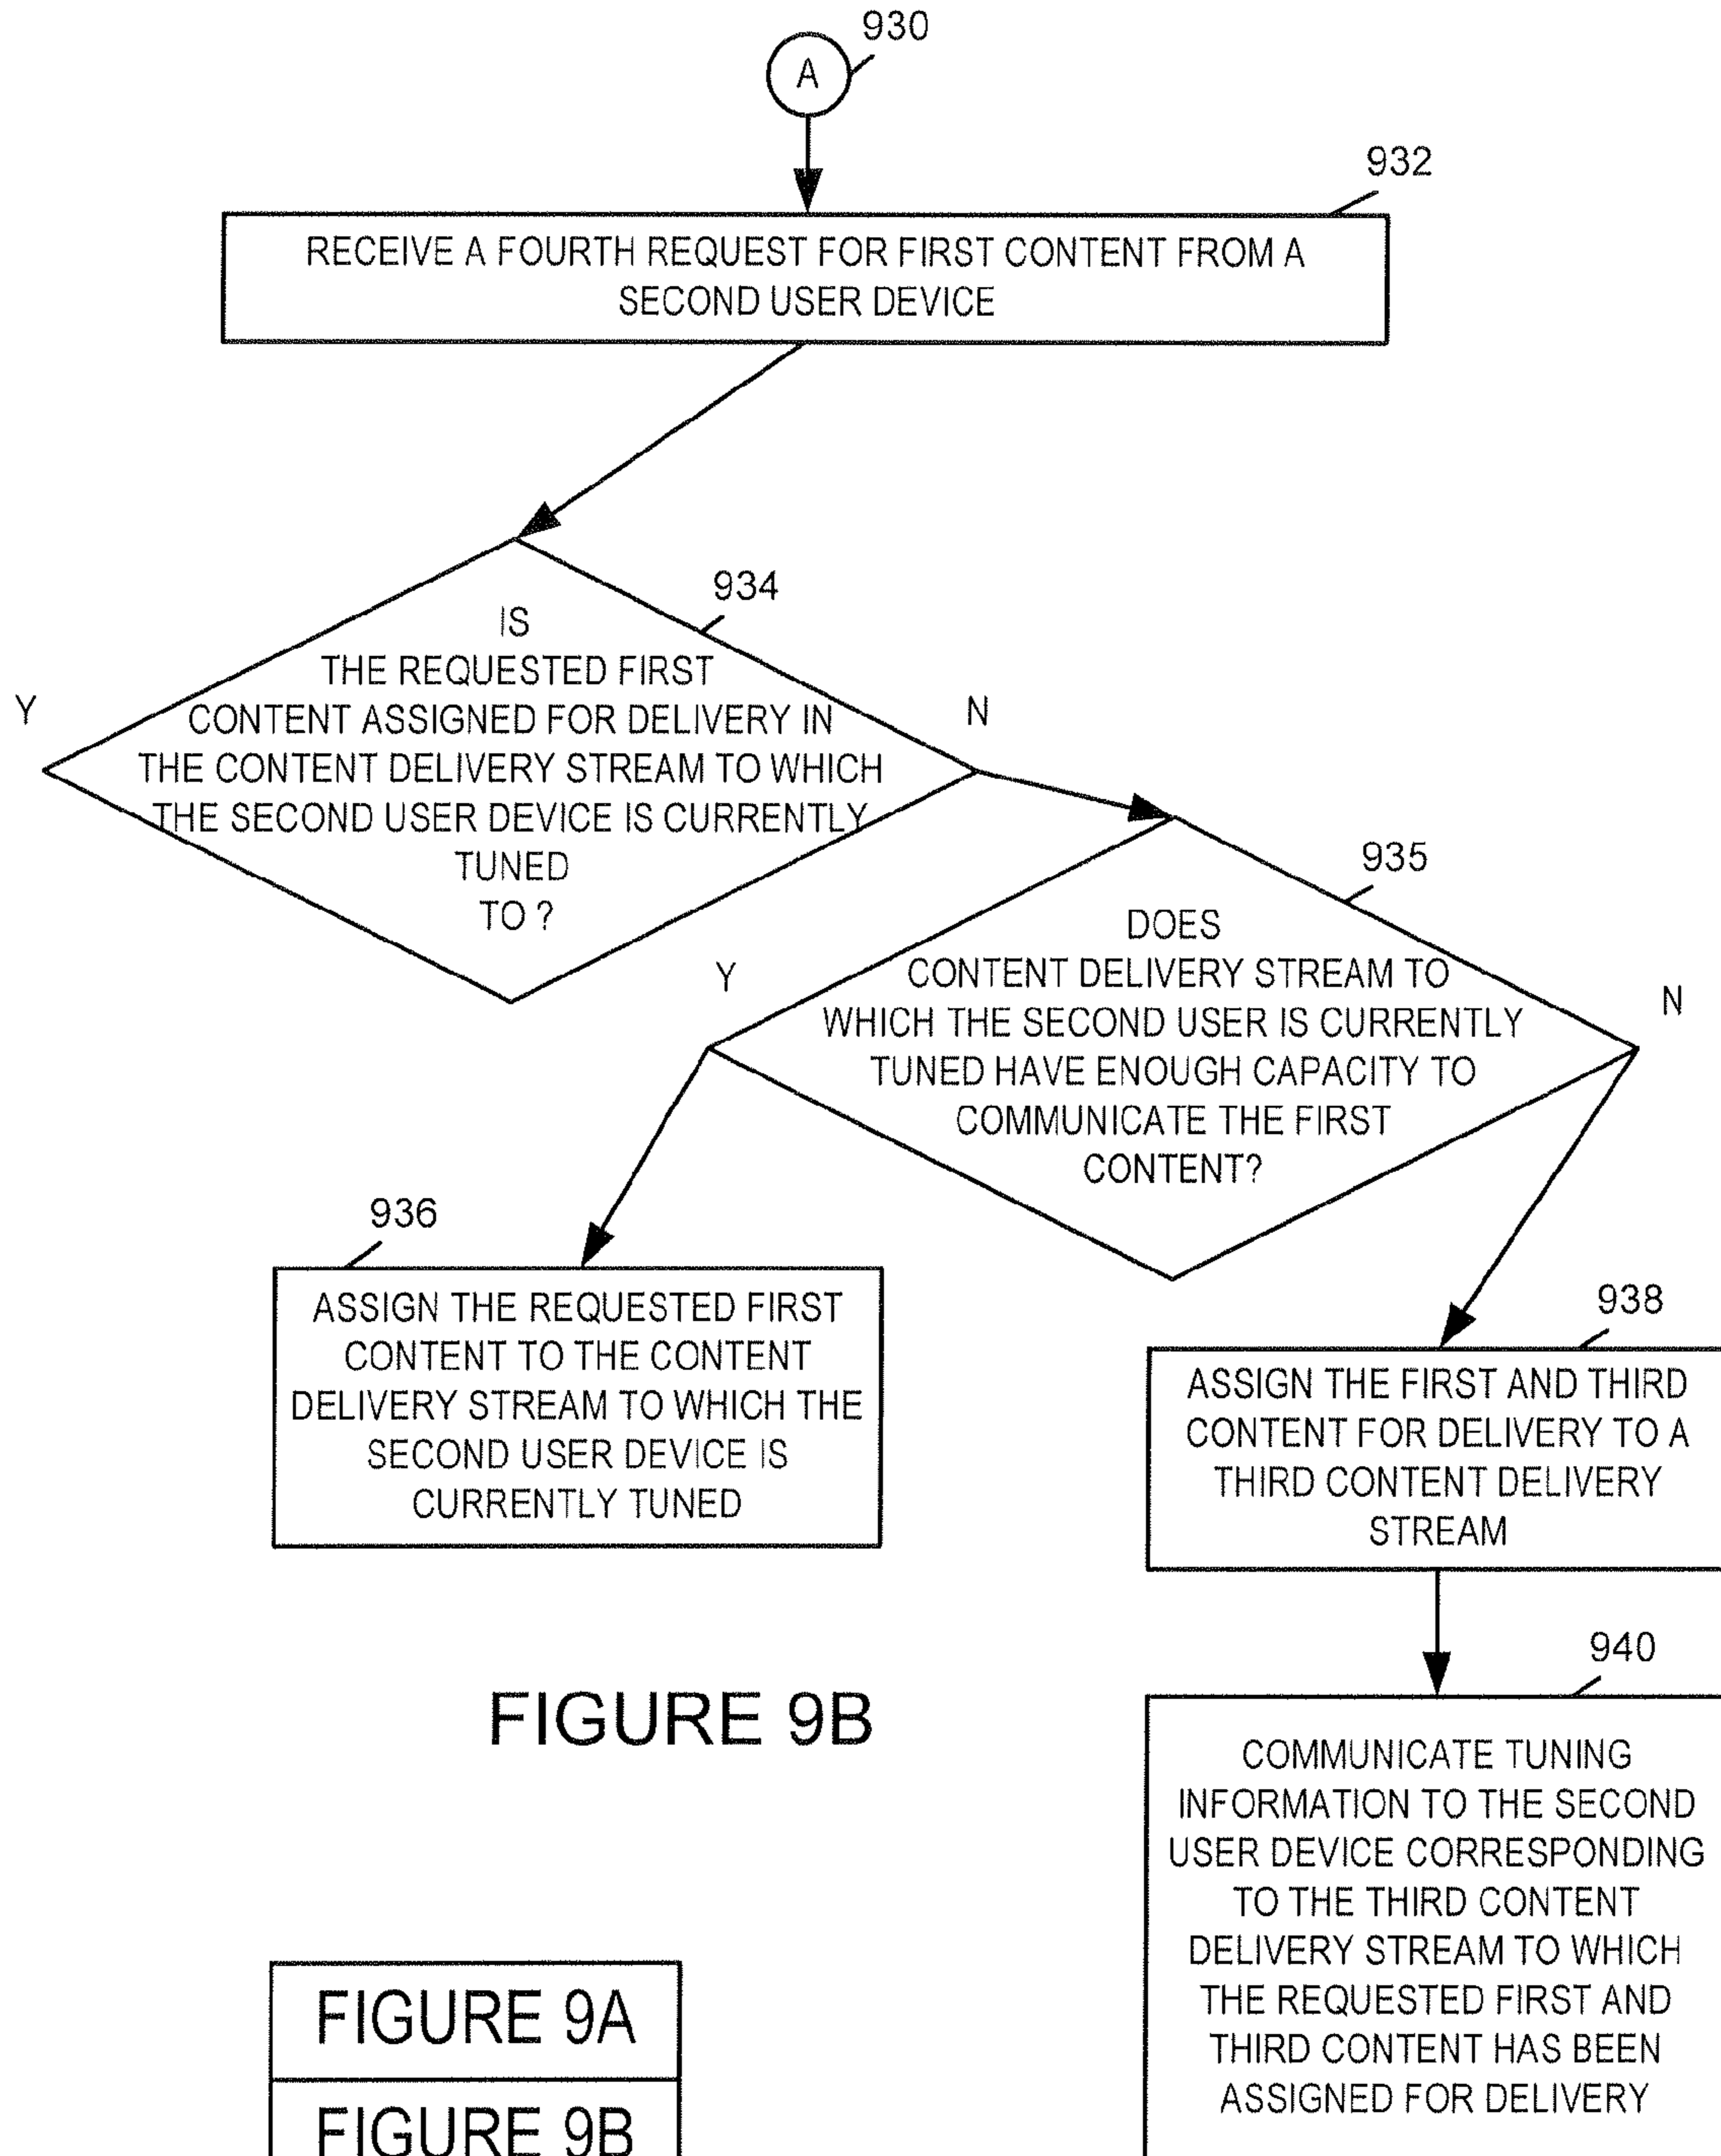 930
A
932
RECEIVE A FOURTH REQUEST FOR FIRST CONTENT FROM A
SECOND USER DEVICE
934
IS
THE REQUESTED FIRST
CONTENT ASSIGNED FOR DELIVERY IN
THE CONTENT DELIVERY STREAM TO WHICH
THE SECOND USER DEVICE IS CURRENTLY
TUNED
TO ?
Y
N
935
DOES
CONTENT DELIVERY STREAM TO
WHICH THE SECOND USER IS CURRENTLY
TUNED HAVE ENOUGH CAPACITY TO
COMMUNICATE THE FIRST
CONTENT?
Y
N
936
ASSIGN THE REQUESTED FIRST
CONTENT TO THE CONTENT
DELIVERY STREAM TO WHICH THE
SECOND USER DEVICE IS
CURRENTLY TUNED
938
ASSIGN THE FIRST AND THIRD
CONTENT FOR DELIVERY TO A
THIRD CONTENT DELIVERY
STREAM
940
COMMUNICATE TUNING
INFORMATION TO THE SECOND
USER DEVICE CORRESPONDING
TO THE THIRD CONTENT
DELIVERY STREAM TO WHICH
THE REQUESTED FIRST AND
THIRD CONTENT HAS BEEN
ASSIGNED FOR DELIVERY
FIGURE 9B
FIGURE 9A
FIGURE 9B